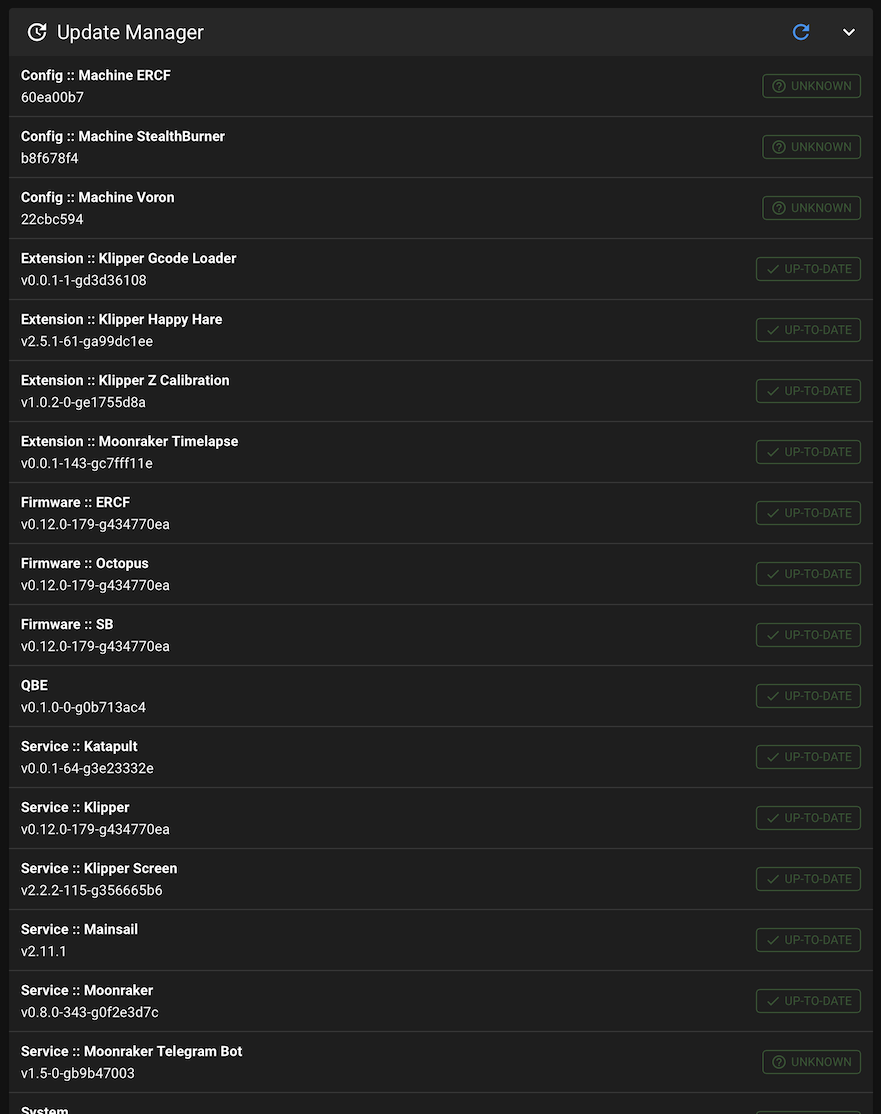 Update Manager
Config :: Machine ERCF
60ea00b7
UNKNOWN
Config :: Machine StealthBurner
b8f678f4
UNKNOWN
Config :: Machine Voron
22cbc594
UNKNOWN
Extension :: Klipper Gcode Loader
v0.0.1-1-gd3d36108
UP-TO-DATE
Extension :: Klipper Happy Hare
v2.5.1-61-ga99dc1ee
UP-TO-DATE
Extension :: Klipper Z Calibration
v1.0.2-0-ge1755d8a
UP-TO-DATE
Extension :: Moonraker Timelapse
v0.0.1-143-gc7fff11e
UP-TO-DATE
Firmware :: ERCF
v0.12.0-179-g434770ea
UP-TO-DATE
Firmware :: Octopus
v0.12.0-179-g434770ea
UP-TO-DATE
Firmware :: SB
v0.12.0-179-g434770ea
UP-TO-DATE
QBE
v0.1.0-0-g0b713ac4
UP-TO-DATE
Service :: Katapult
v0.0.1-64-g3e23332e
UP-TO-DATE
Service :: Klipper
v0.12.0-179-g434770ea
UP-TO-DATE
Service :: Klipper Screen
v2.2.2-115-g356665b6
UP-TO-DATE
Service :: Mainsail
v2.11.1
UP-TO-DATE
Service :: Moonraker
v0.8.0-343-g0f2e3d7c
UP-TO-DATE
Service :: Moonraker Telegram Bot
v1.5-0-gb9b47003
UNKNOWN
System